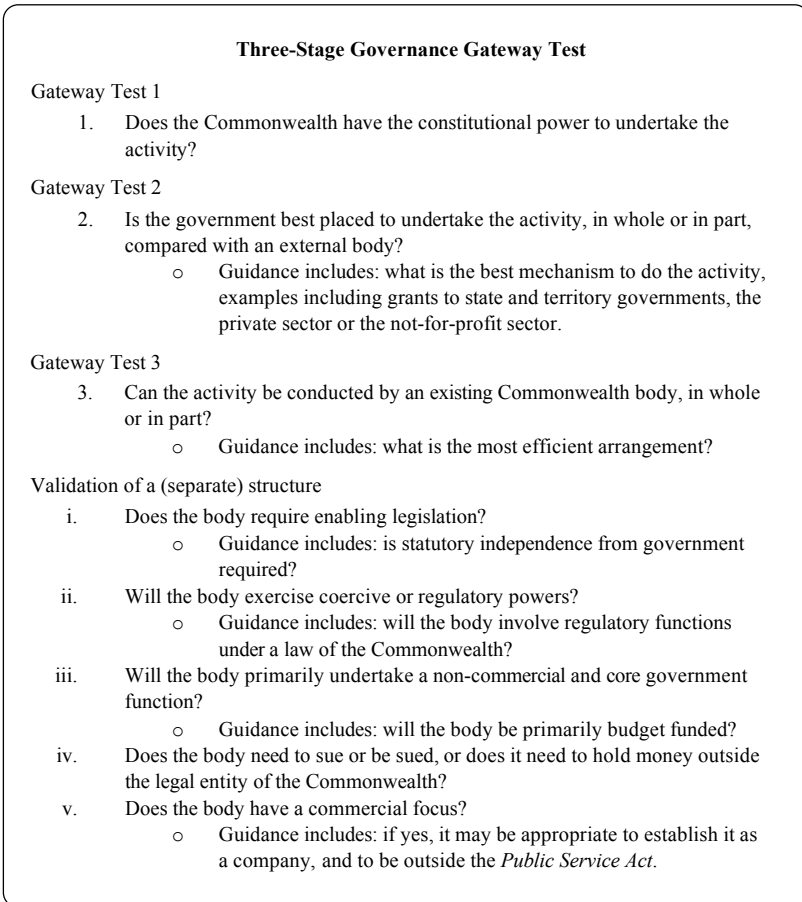 Three-Stage Governance Gateway Test
Gateway Test 1
1. Does the Commonwealth have the constitutional power to undertake the
activity?
Gateway Test 2
2. Is the government best placed to undertake the activity, in whole or in part,
compared with an external body?
o Guidance includes: what is the best mechanism to do the activity,
examples including grants to state and territory governments, the
private sector or the not-for-profit sector.
Gateway Test 3
3. Can the activity be conducted by an existing Commonwealth body, in whole
or in part?
o Guidance includes: what is the most efficient arrangement?
Validation of a (separate) structure
i. Does the body require enabling legislation?
o Guidance includes: is statutory independence from government
required?
ii. Will the body exercise coercive or regulatory powers?
o Guidance includes: will the body involve regulatory functions
under a law of the Commonwealth?
iii. Will the body primarily undertake a non-commercial and core government
function?
o Guidance includes: will the body be primarily budget funded?
iv. Does the body need to sue or be sued, or does it need to hold money outside
the legal entity of the Commonwealth?
v. Does the body have a commercial focus?
o Guidance includes: if yes, it may be appropriate to establish it as
a company, and to be outside the Public Service Act.